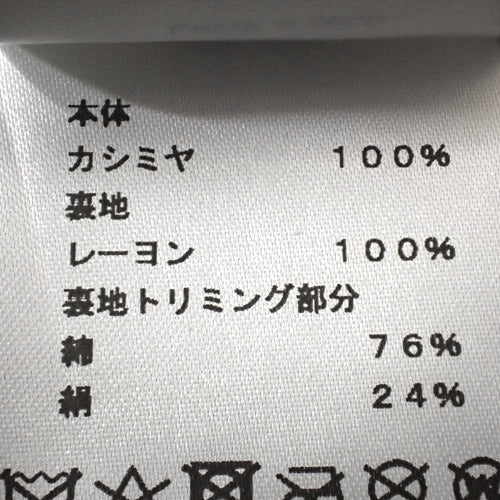 本体
カシミヤ 100%
裏地
レーヨン 100%
裏地トリミング部分
綿 76%
絹 24%